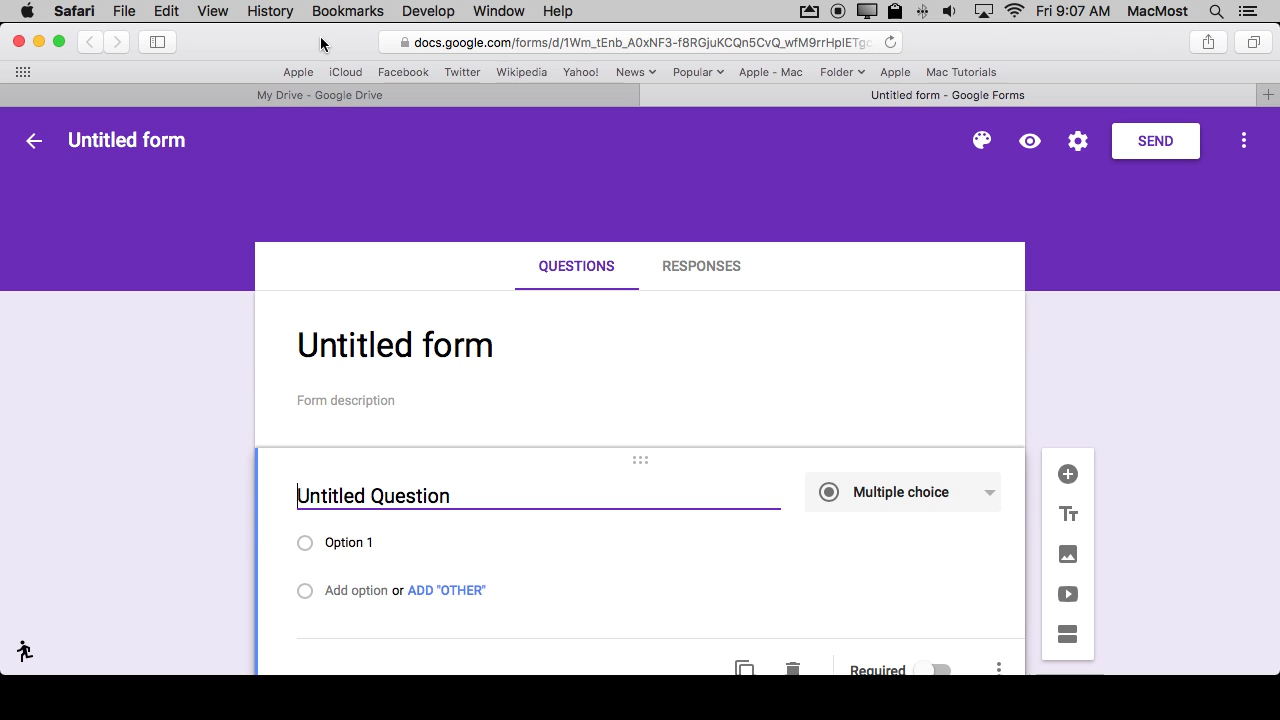 Safari File Edit View History Bookmarks Develop Window Help Fri 9:07 AM MacMost
docs.google.com/forms/d/1Wm_tEnb_A0xNF3-f8RGjuKCQn5CvQ_wfM9rrHpIETgc
Apple iCloud Facebook Twitter Wikipedia Yahoo! News Popular Apple - Mac Folder Apple Mac Tutorials
My Drive - Google Drive Untitled form - Google Forms
Untitled form SEND
QUESTIONS RESPONSES
Untitled form
Form description
Untitled Question Multiple choice
Option 1
Add option or ADD "OTHER"
Required